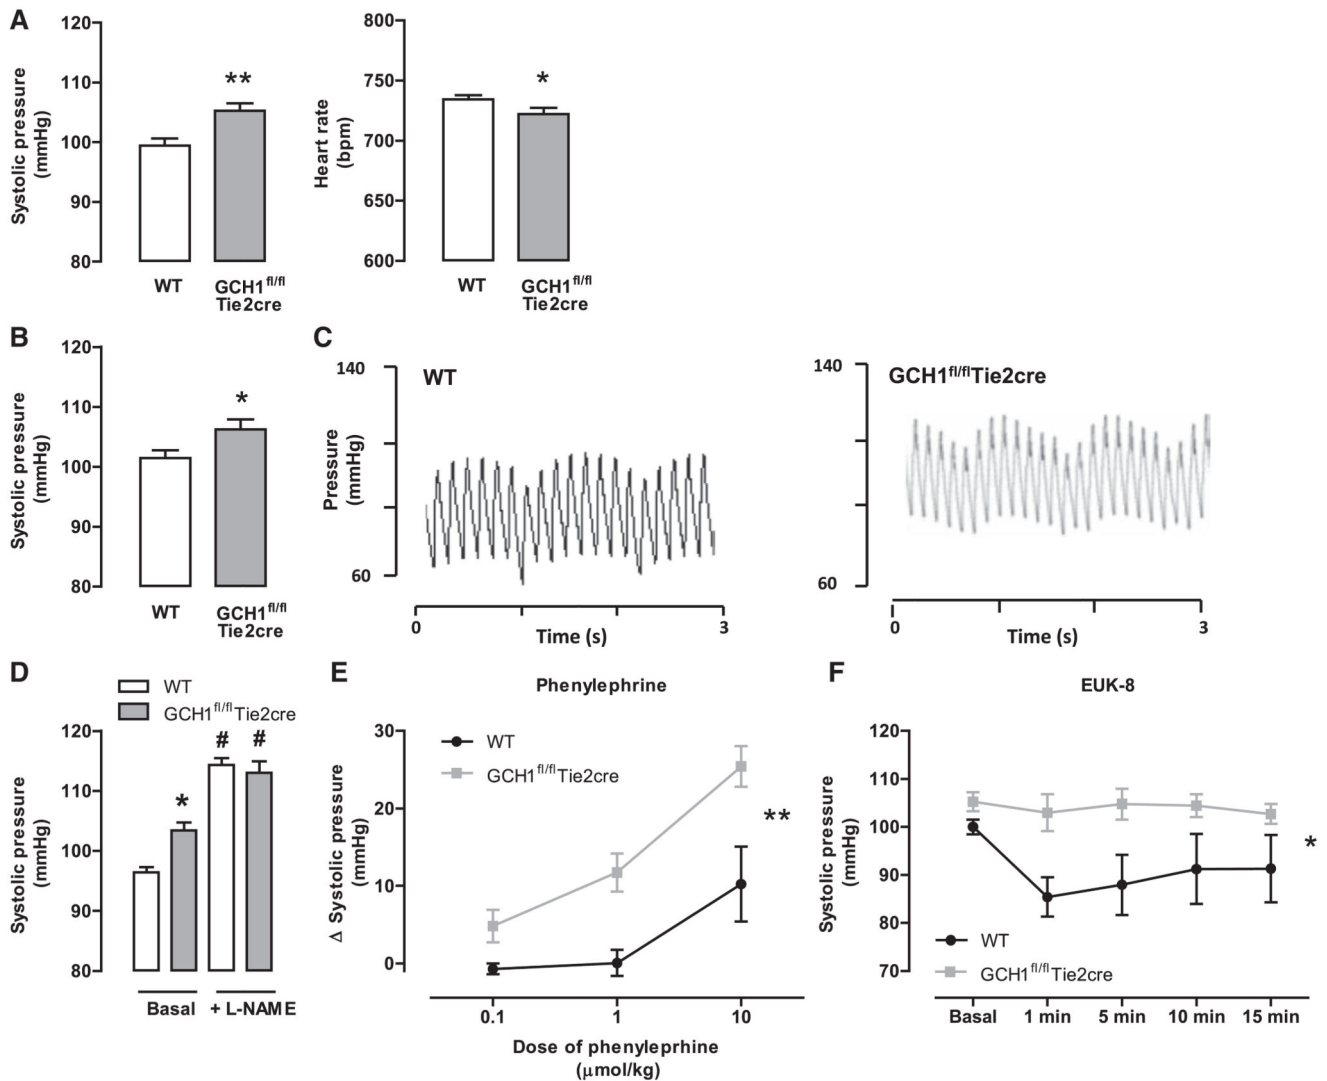 A
120
110
100
90
80
Systolic pressure
(mmHg)
**
WT
GCH1fl/fl
Tie2cre
800
750
700
650
600
Heart rate
(bpm)
*
WT
GCH1fl/fl
Tie2cre
B
120
110
100
90
80
Systolic pressure
(mmHg)
*
WT
GCH1fl/fl
Tie2cre
C
140
60
Pressure
(mmHg)
WT
0
3
Time (s)
140
60
GCH1fl/flTie2cre
0
3
Time (s)
D
WT
GCH1fl/flTie2cre
120
110
100
90
80
Systolic pressure
(mmHg)
*
#
#
Basal
+ L-NAME
E
Phenylephrine
30
20
10
0
Δ Systolic pressure
(mmHg)
WT
GCH1fl/flTie2cre
**
0.1
1
10
Dose of phenyleprhine
(μmol/kg)
F
EUK-8
120
110
100
90
80
70
Systolic pressure
(mmHg)
*
WT
GCH1fl/flTie2cre
Basal
1 min
5 min
10 min
15 min